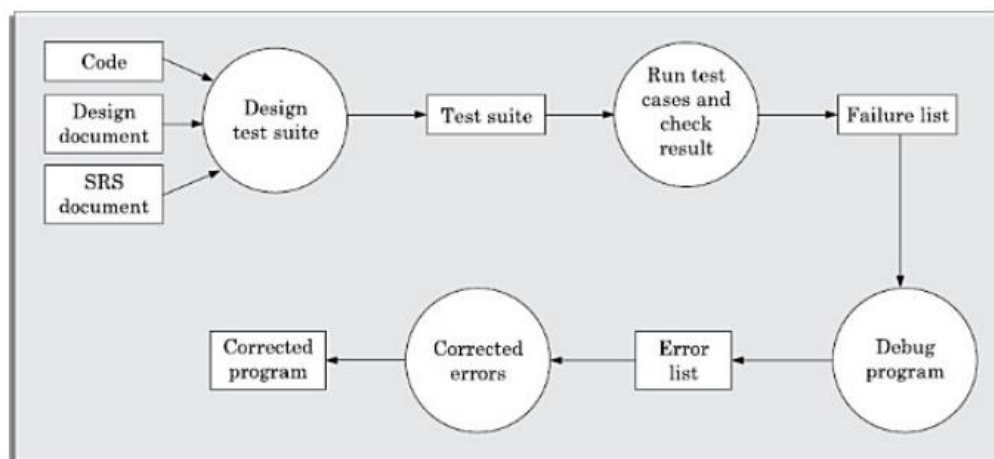 Code
Design
document
SRS
document
Design
test suite
Test suite
Run test
cases and
check
result
Failure list
Corrected
program
Corrected
errors
Error
list
Debug
program